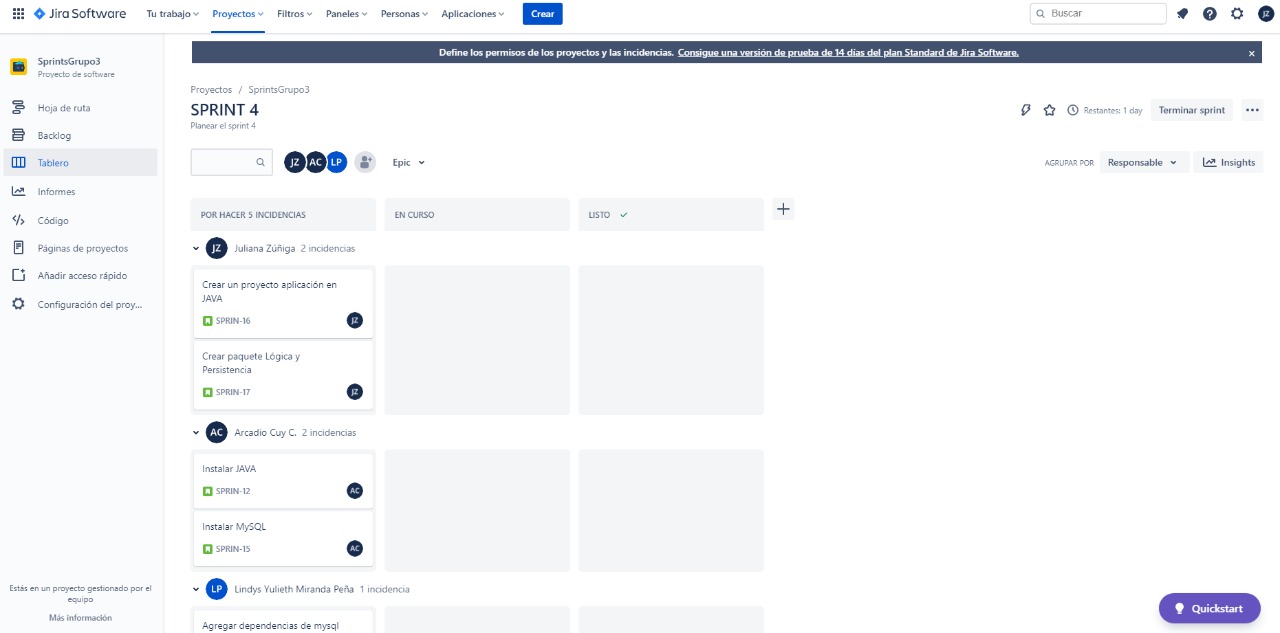 Jira Software Tu trabajo Proyectos Filtros Paneles Personas Aplicaciones Crear Buscar JZ
Define los permisos de los proyectos y las incidencias. Consigue una versión de prueba de 14 días del plan Standard de Jira Software.
SprintsGrupo3
Proyecto de software
Hoja de ruta
Backlog
Tablero
Informes
Código
Páginas de proyectos
Añadir acceso rápido
Configuración del proy...
Estás en un proyecto gestionado por el
equipo
Más información
Proyectos / SprintsGrupo3
SPRINT 4
Planear el sprint 4
Restantes: 1 day Terminar sprint
JZ AC LP Epic
AGRUPAR POR Responsable Insights
POR HACER 5 INCIDENCIAS EN CURSO LISTO
JZ Juliana Zúñiga 2 incidencias
Crear un proyecto aplicación en
JAVA
SPRIN-16 JZ
Crear paquete Lógica y
Persistencia
SPRIN-17 JZ
AC Arcadio Cuy C. 2 incidencias
Instalar JAVA
SPRIN-12 AC
Instalar MySQL
SPRIN-15 AC
LP Lindys Yulieth Miranda Peña 1 incidencia
Agregar dependencias de mysql
Quickstart